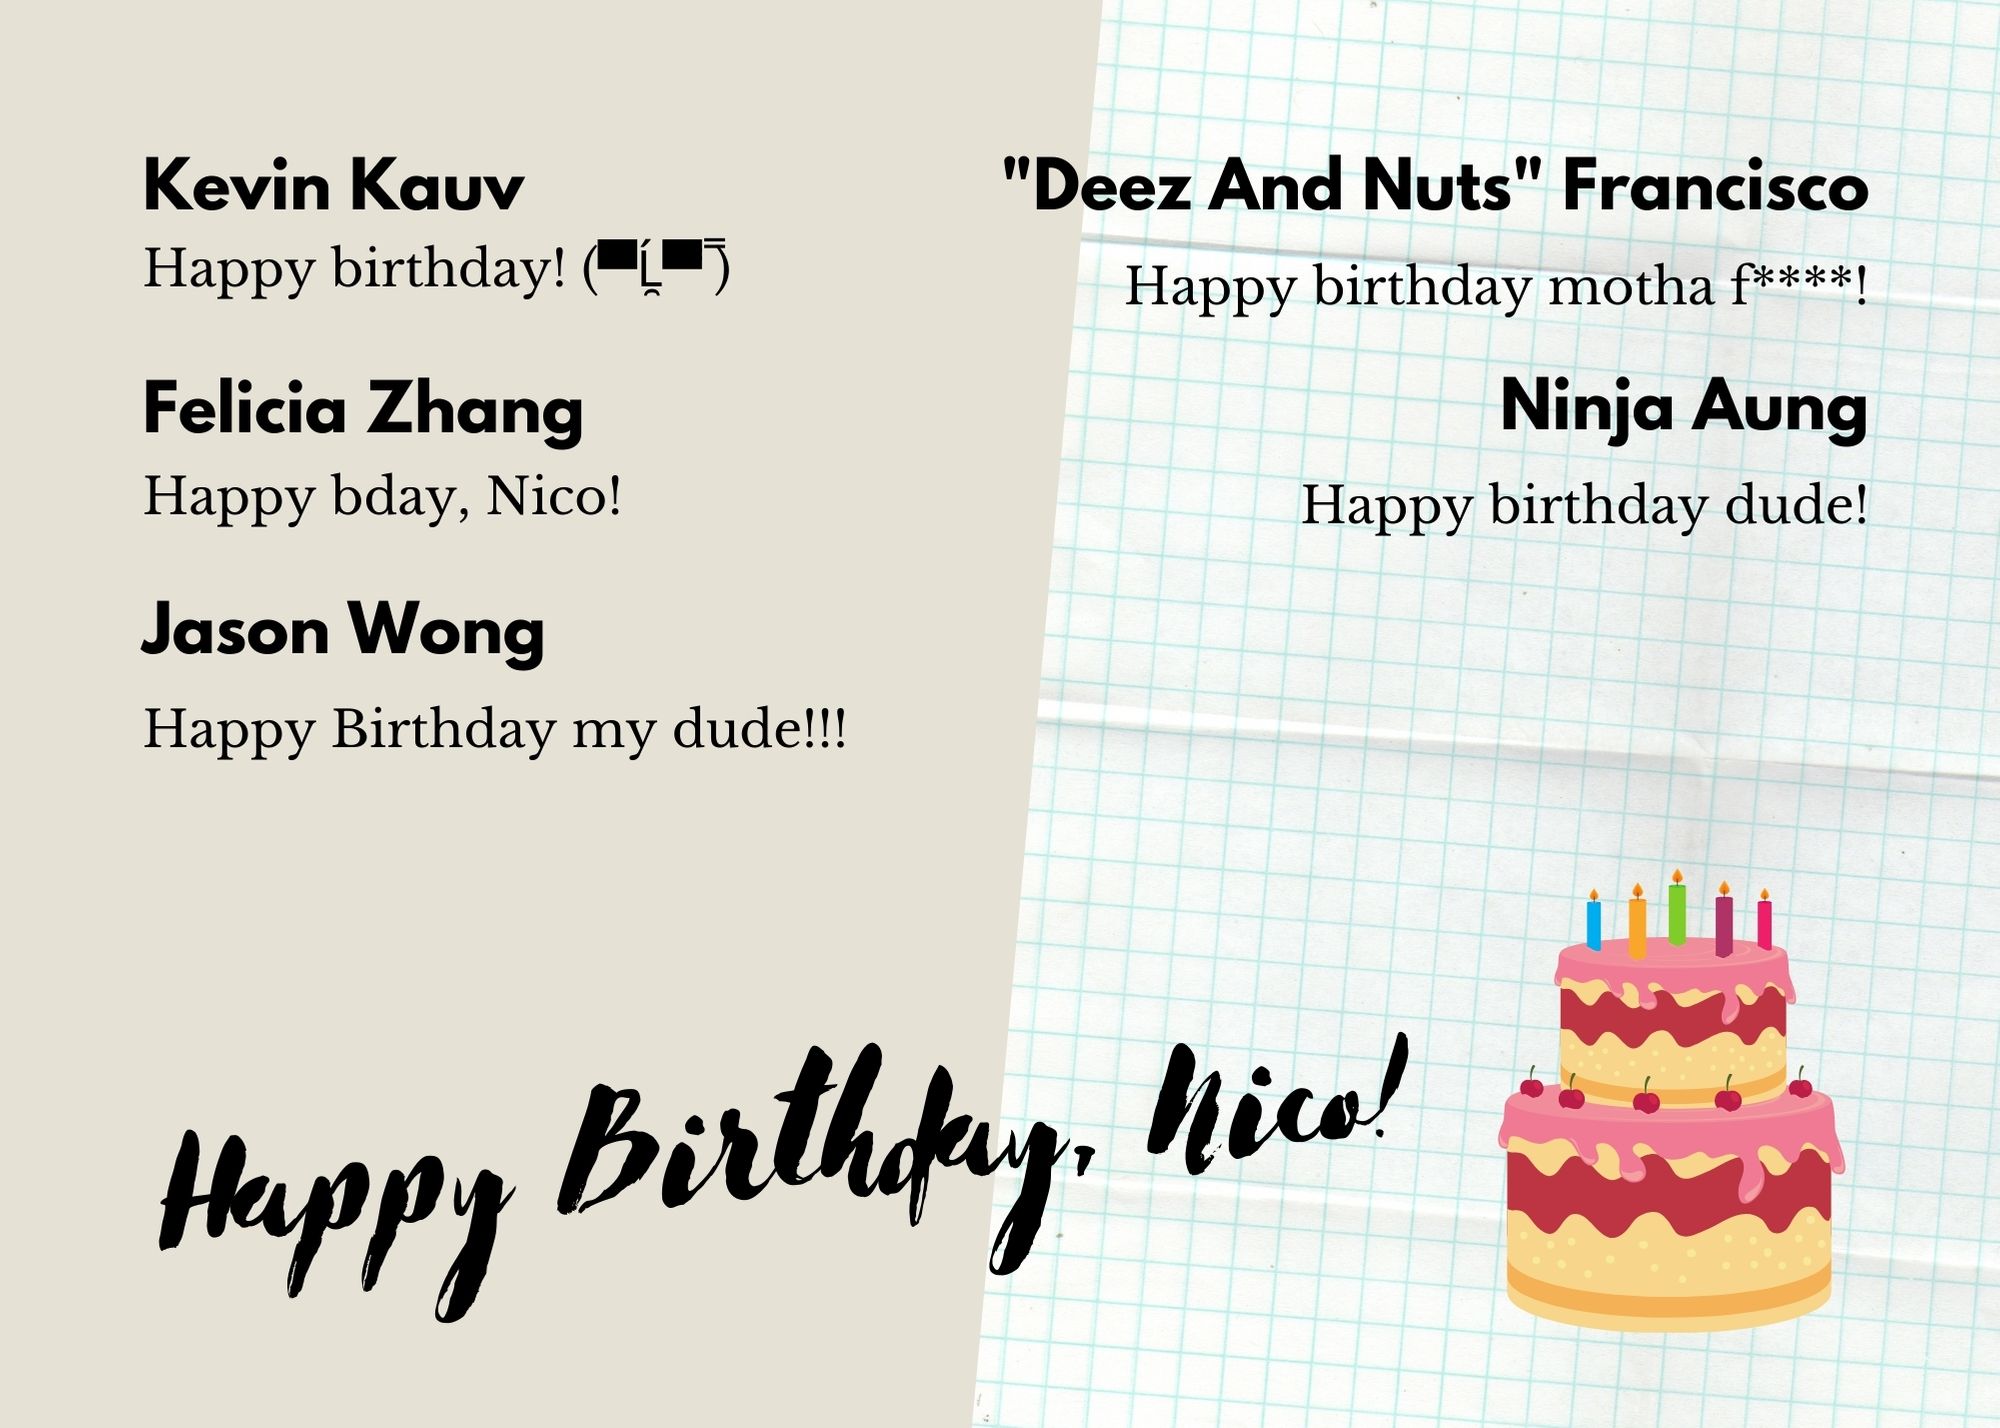 Kevin Kauv
Happy birthday! (▀̿Ĺ̯▀̿ ̿)
Felicia Zhang
Happy bday, Nico!
Jason Wong
Happy Birthday my dude!!!
"Deez And Nuts" Francisco
Happy birthday motha f****!
Ninja Aung
Happy birthday dude!
Happy Birthday, Nico!